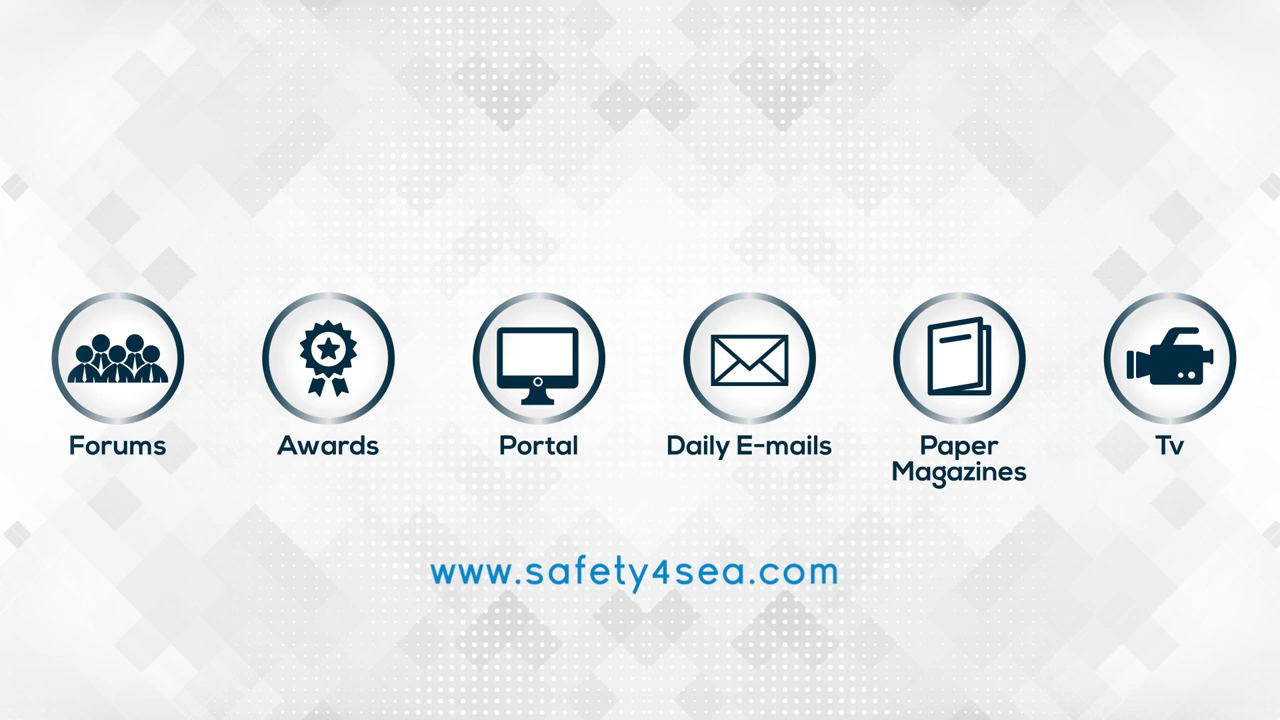 Forums
Awards
Portal
Daily E-mails
Paper
Magazines
Tv
www.safety4sea.com